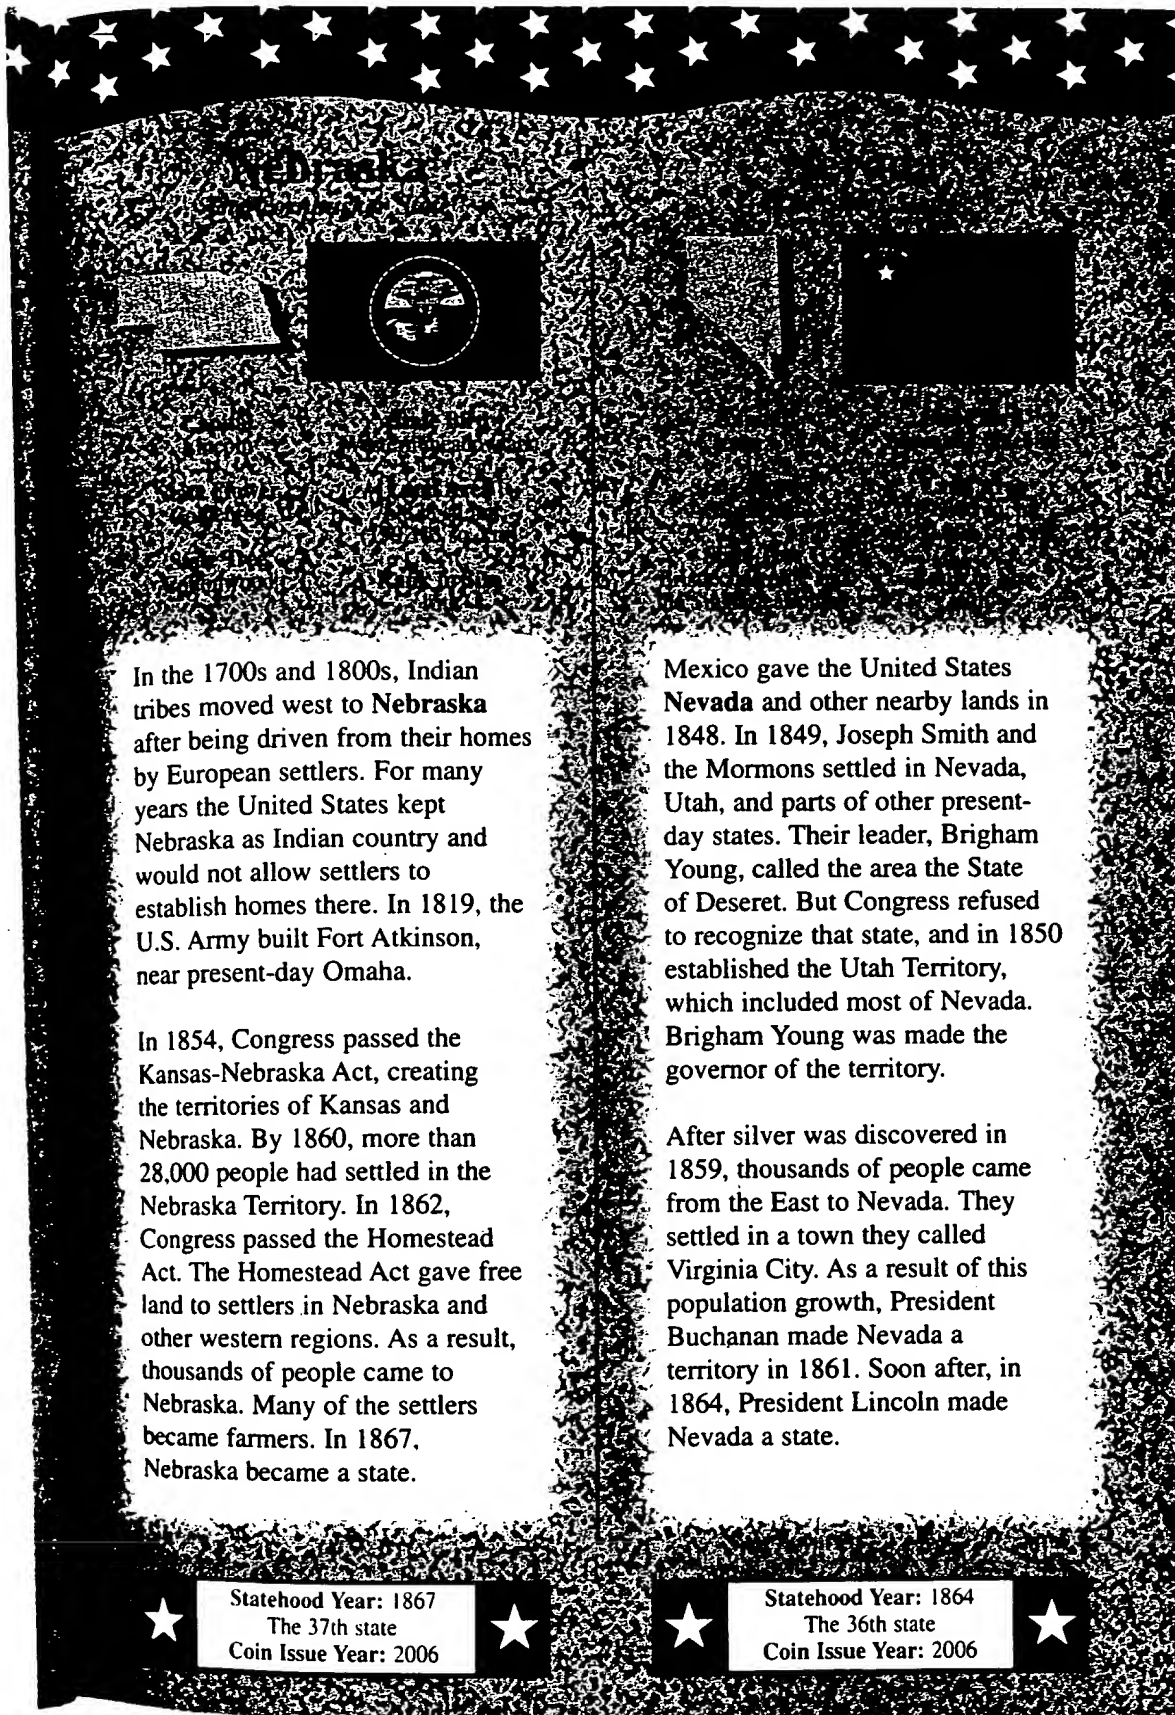 Nebraska
In the 1700s and 1800s, Indian
tribes moved west to Nebraska
after being driven from their homes
by European settlers. For many
years the United States kept
Nebraska as Indian country and
would not allow settlers to
establish homes there. In 1819, the
U.S. Army built Fort Atkinson,
near present-day Omaha.
In 1854, Congress passed the
Kansas-Nebraska Act, creating
the territories of Kansas and
Nebraska. By 1860, more than
28,000 people had settled in the
Nebraska Territory. In 1862,
Congress passed the Homestead
Act. The Homestead Act gave free
land to settlers in Nebraska and
other western regions. As a result,
thousands of people came to
Nebraska. Many of the settlers
became farmers. In 1867,
Nebraska became a state.
Statehood Year: 1867
The 37th state
Coin Issue Year: 2006
Mexico gave the United States
Nevada and other nearby lands in
1848. In 1849, Joseph Smith and
the Mormons settled in Nevada,
Utah, and parts of other present-
day states. Their leader, Brigham
Young, called the area the State
of Deseret. But Congress refused
to recognize that state, and in 1850
established the Utah Territory,
which included most of Nevada.
Brigham Young was made the
governor of the territory.
After silver was discovered in
1859, thousands of people came
from the East to Nevada. They
settled in a town they called
Virginia City. As a result of this
population growth, President
Buchanan made Nevada a
territory in 1861. Soon after, in
1864, President Lincoln made
Nevada a state.
Statehood Year: 1864
The 36th state
Coin Issue Year: 2006